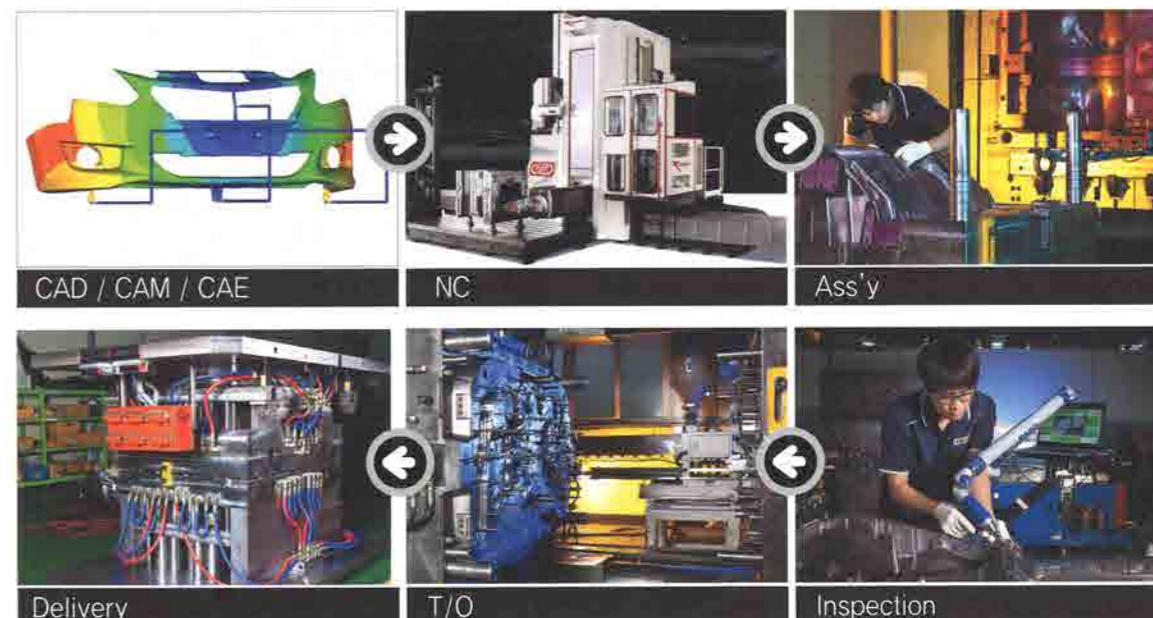 CAD / CAM / CAE
NC
Ass'y
Delivery
T/O
Inspection